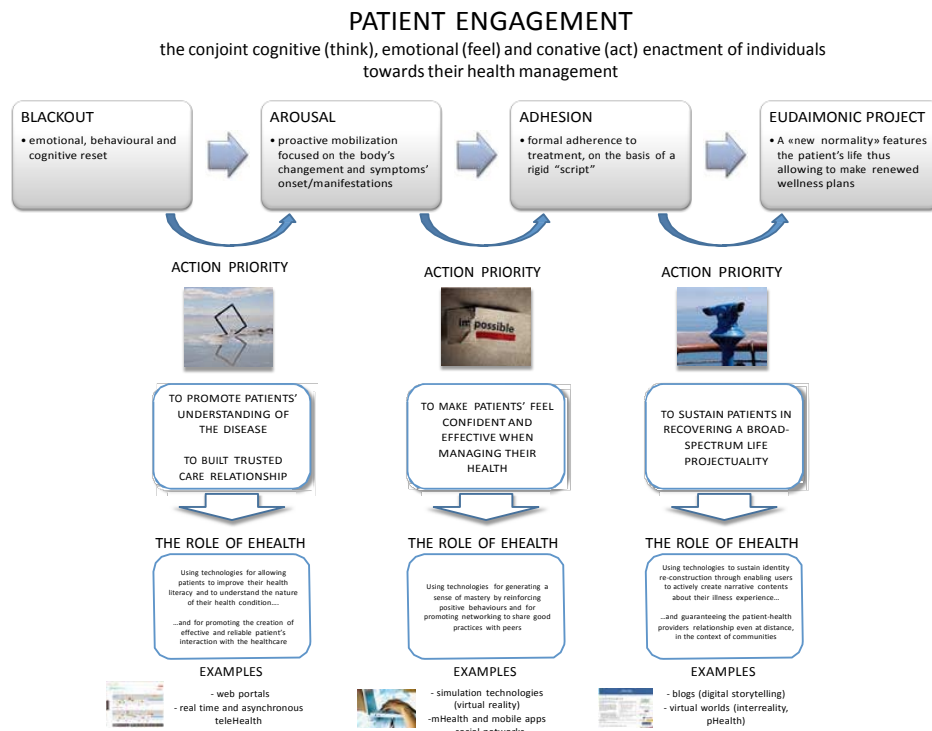 PATIENT ENGAGEMENT
the conjoint cognitive (think), emotional (feel) and conative (act) enactment of individuals
towards their health management
BLACKOUT
• emotional, behavioural and
cognitive reset
AROUSAL
• proactive mobilization
focused on the body's
change ment and symptoms'
onset/manifestations
ADHESION
• formal adherence to
treatment, on the basis of a
rigid "script"
EUDAIMONIC PROJECT
• A «new normality» features
the patient's life thus
allowing to make renewed
wellness plans
ACTION PRIORITY
TO PROMOTE PATIENTS'
UNDERSTANDING OF
THE DISEASE
TO BUILT TRUSTED
CARE RELATIONSHIP
THE ROLE OF EHEALTH
Using technologies for allowing
patients to improve their health
literacy and to understand the nature
of their health condition....
...and for promoting the creation of
effective and reliable patient's
interaction with the healthcare
EXAMPLES
- web portals
- real time and asynchronous
teleHealth
ACTION PRIORITY
impossible
TO MAKE PATIENTS' FEEL
CONFIDENT AND
EFFECTIVE WHEN
MANAGING THEIR
HEALTH
THE ROLE OF EHEALTH
Using technologies for generating a
sense of mastery by reinforcing
positive behaviours and for
promoting networking to share good
practices with peers
EXAMPLES
- simulation technologies
(virtual reality)
-mHealth and mobile apps
social networks
ACTION PRIORITY
TO SUSTAIN PATIENTS IN
RECOVERING A BROAD-
SPECTRUM LIFE
PROJECTUALITY
THE ROLE OF EHEALTH
Using technologies to sustain identity
re-construction through enabling users
to actively create narrative contents
about their illness experience...
...and guaranteeing the patient-health
providers relationship even at distance,
in the context of communities
EXAMPLES
- blogs (digital storytelling)
- virtual worlds (interreality,
pHealth)